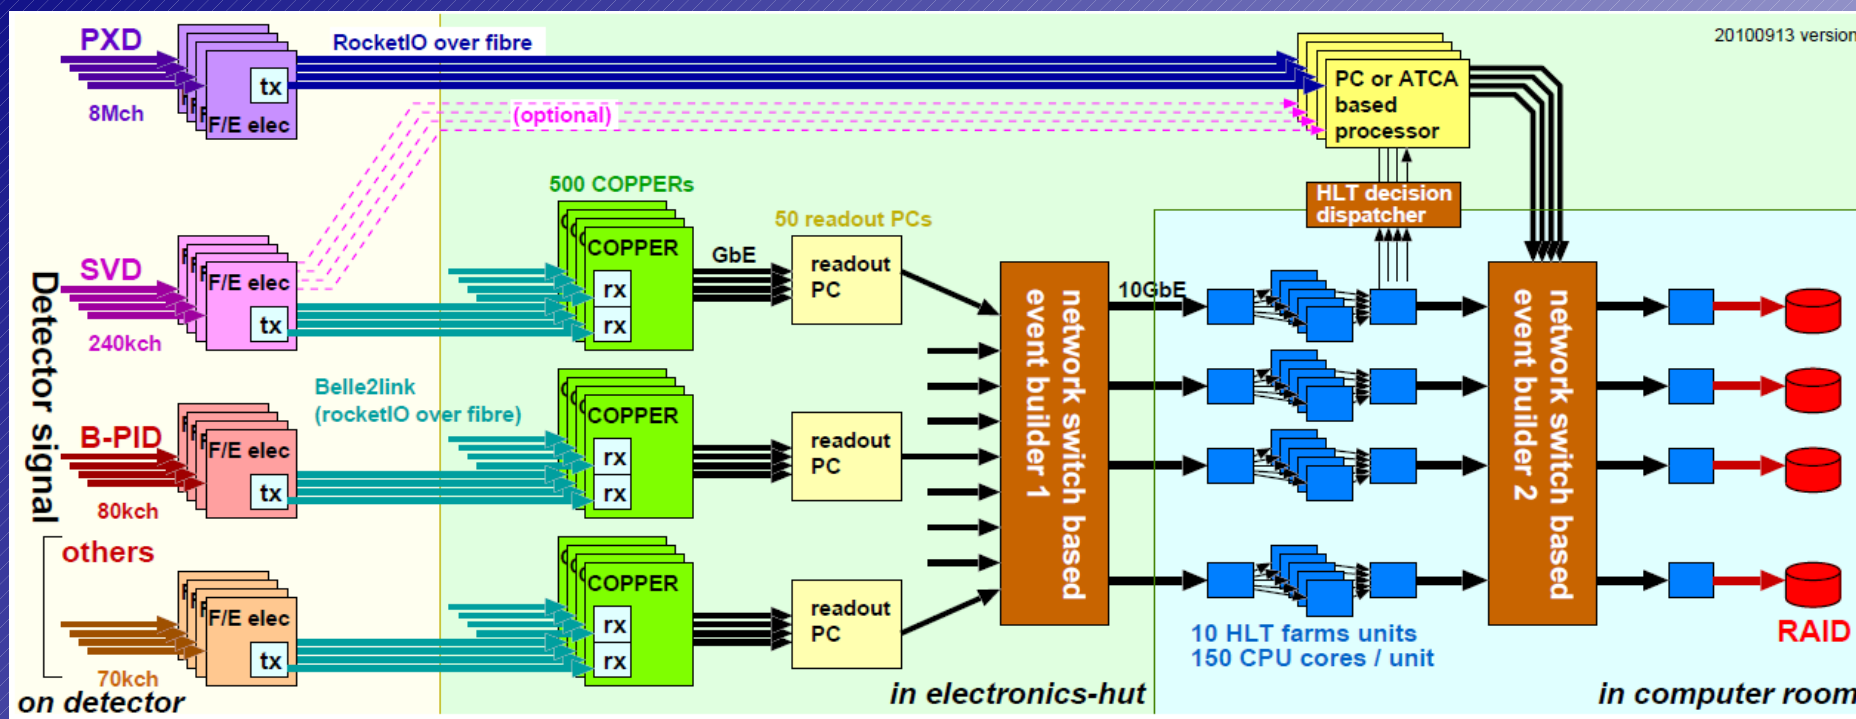 20100913 version
PXD
8Mch
tx
F/E elec
RocketIO over fibre
(optional)
PC or ATCA
based
processor
HLT decision
dispatcher
Detector signal
SVD
240kch
F/E elec
tx
500 COPPERs
COPPER
rx
rx
GbE
50 readout PCs
readout
PC
Belle2link
(rocketIO over fibre)
B-PID
80kch
F/E elec
tx
COPPER
rx
rx
readout
PC
others
70kch
F/E elec
tx
COPPER
rx
rx
readout
PC
network switch based
event builder 1
10GbE
10 HLT farms units
150 CPU cores / unit
network switch based
event builder 2
RAID
on detector
in electronics-hut
in computer room